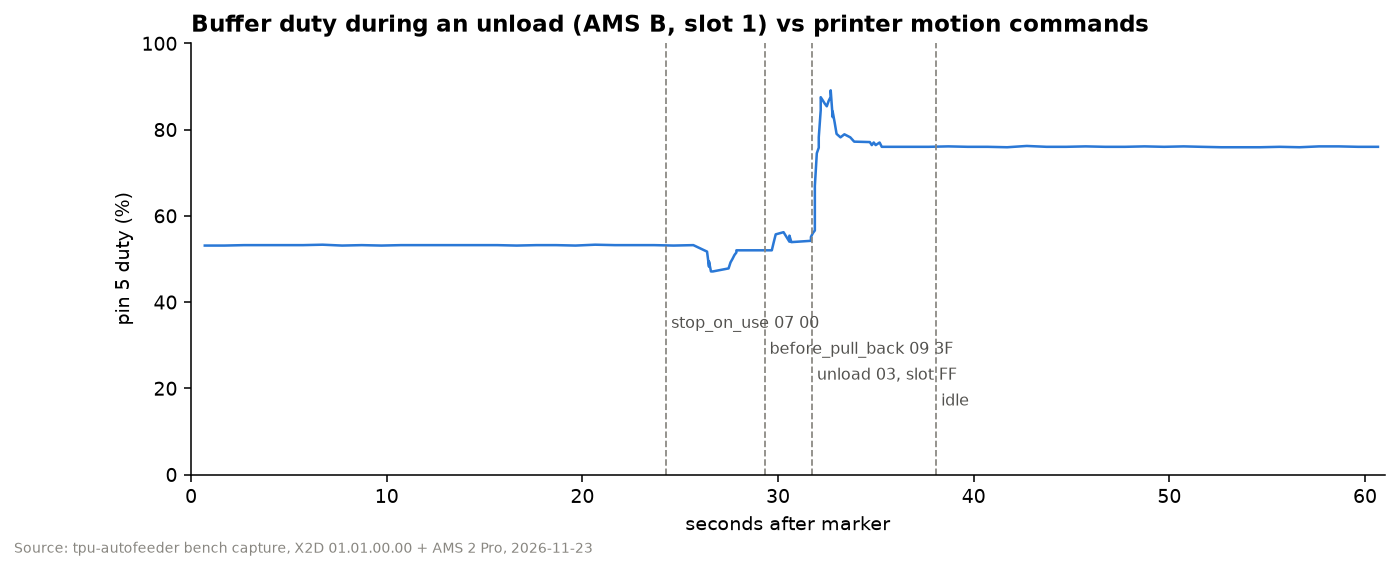 Buffer duty during an unload (AMS B, slot 1) vs printer motion commands
100
80
60
40
20
0
pin 5 duty (%)
stop_on_use 07 00
before_pull_back 09 3F
unload 03, slot FF
idle
0 10 20 30 40 50 60
seconds after marker
Source: tpu-autofeeder bench capture, X2D 01.01.00.00 + AMS 2 Pro, 2026-11-23